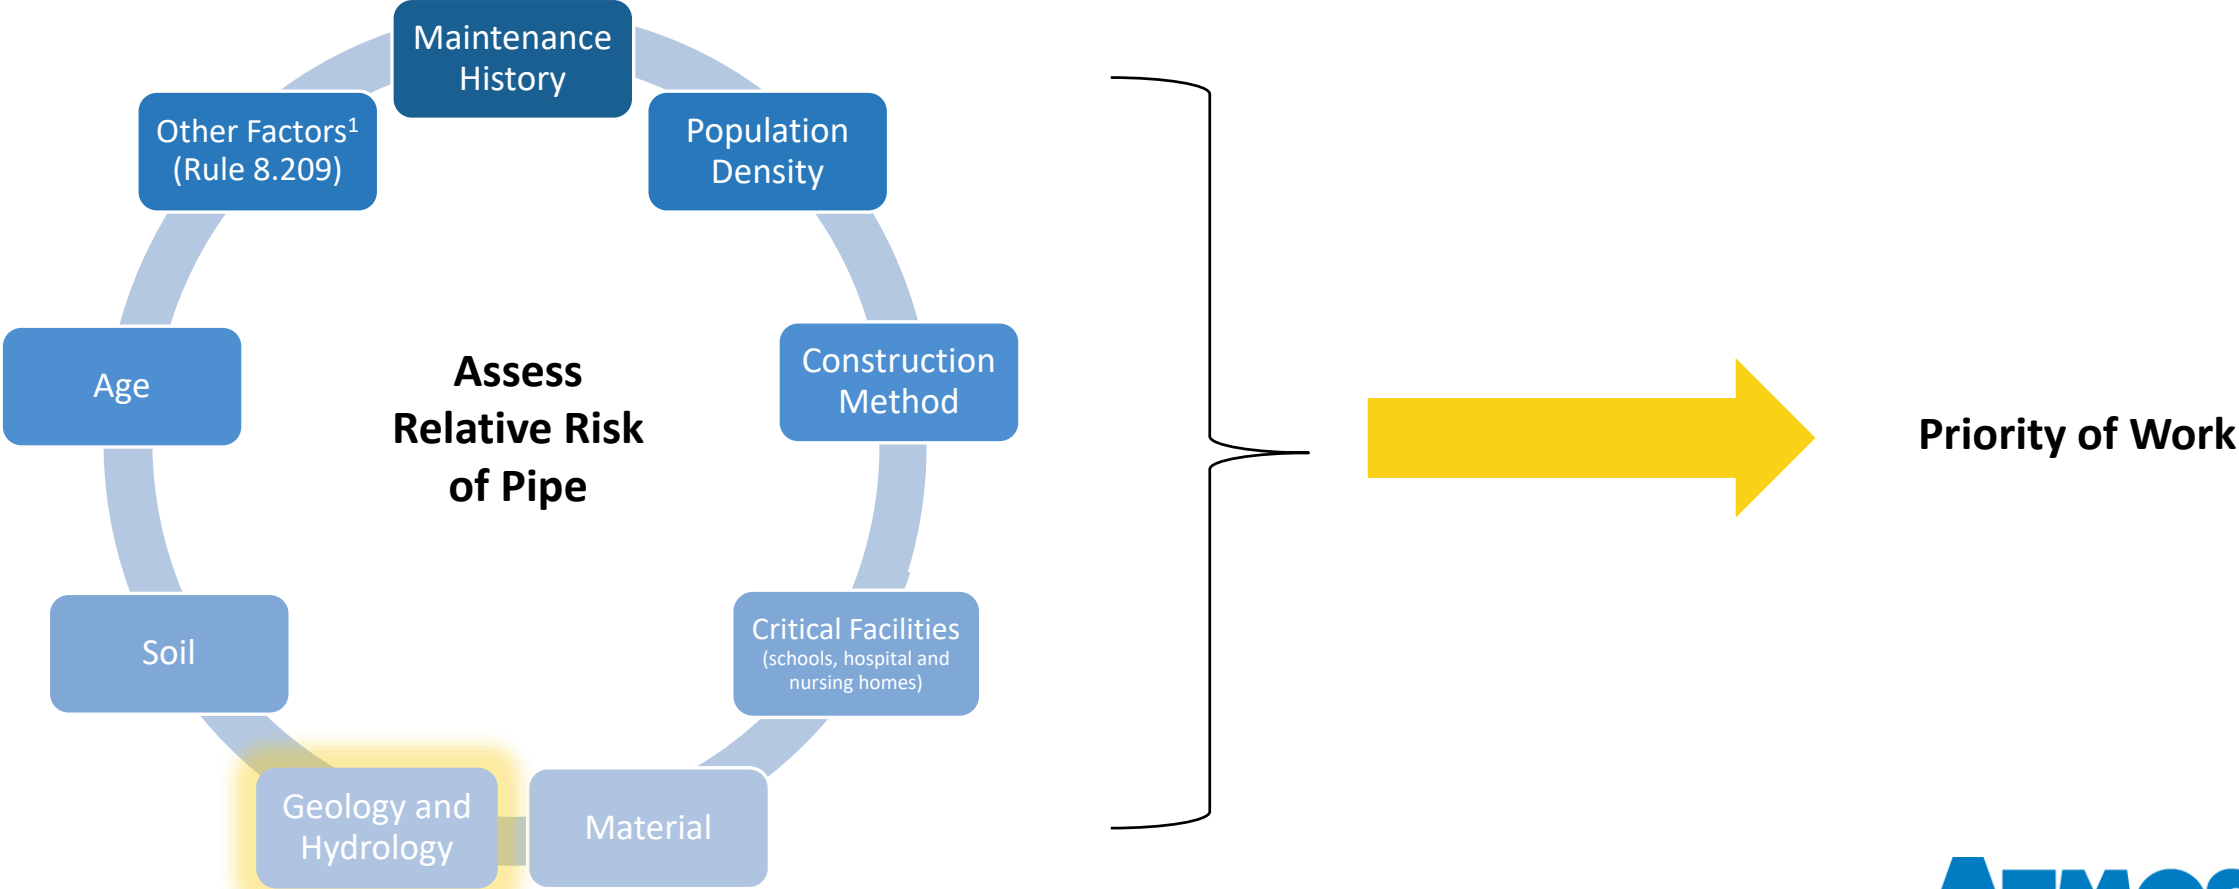 Maintenance
History
Population
Density
Construction
Method
Critical Facilities
(schools, hospital and
nursing homes)
Material
Geology and
Hydrology
Soil
Age
Other Factors¹
(Rule 8.209)
Assess
Relative Risk
of Pipe
Priority of Work